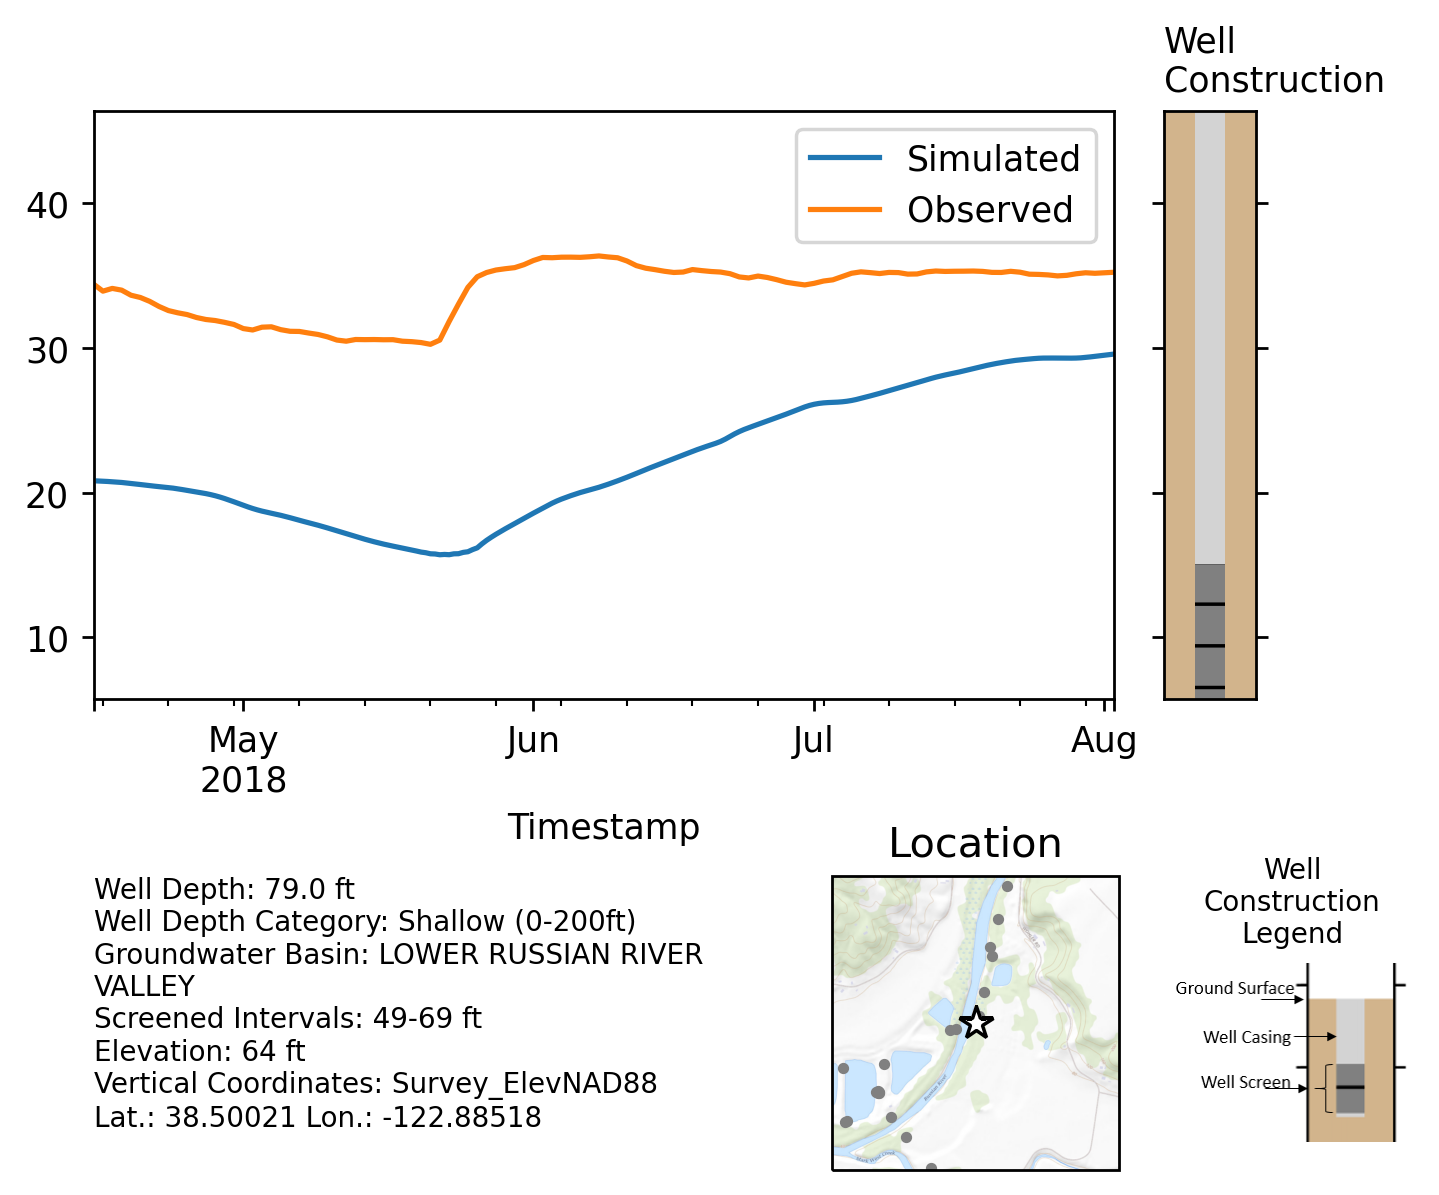 Well
Construction
Simulated
Observed
40
30
20
10
May
2018
Jun
Jul
Aug
Timestamp
Well Depth: 79.0 ft
Well Depth Category: Shallow (0-200ft)
Groundwater Basin: LOWER RUSSIAN RIVER
VALLEY
Screened Intervals: 49-69 ft
Elevation: 64 ft
Vertical Coordinates: Survey_ElevNAD88
Lat.: 38.50021 Lon.: -122.88518
Location
Well
Construction
Legend
Ground Surface
Well Casing
Well Screen